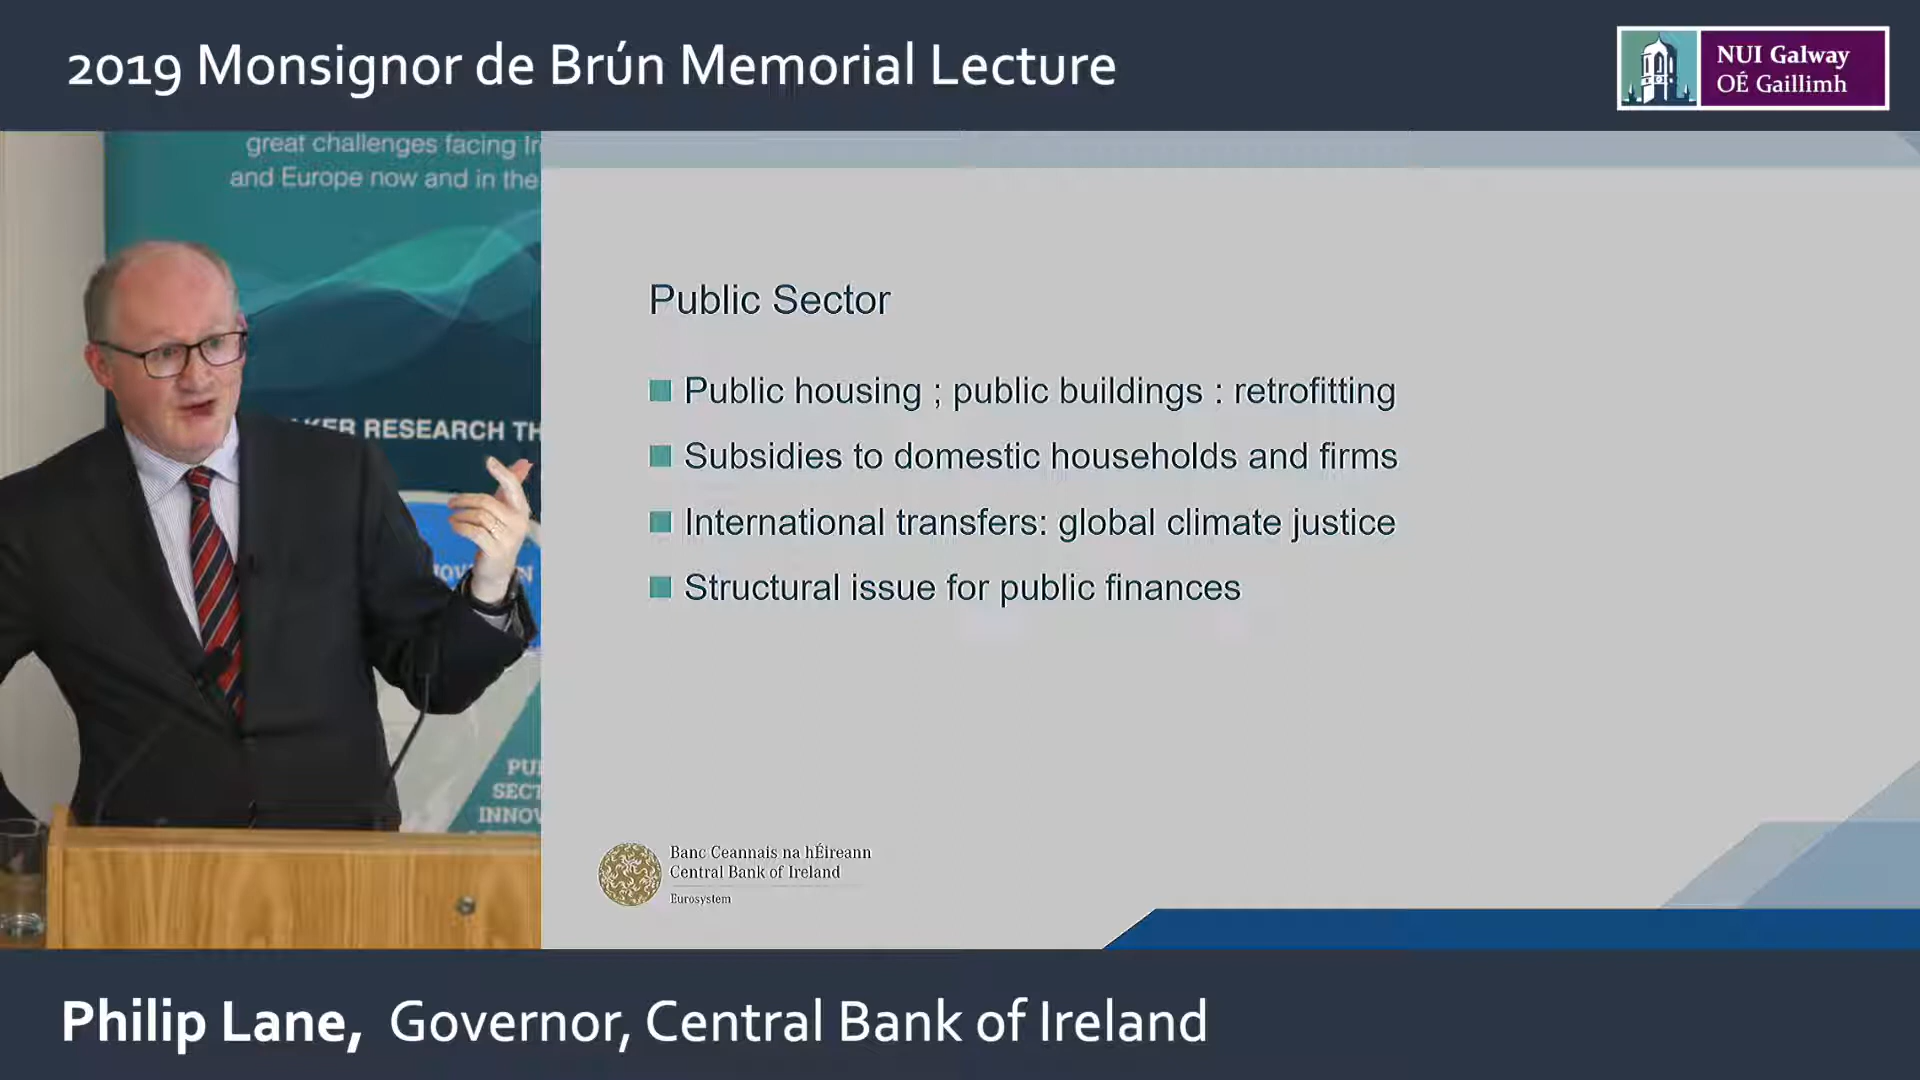 2019 Monsignor de Brún Memorial Lecture
NUI Galway
OÉ Gaillimh
great challenges facing
and Europe now and in the
RESEARCH
Public Sector
Public housing ; public buildings : retrofitting
Subsidies to domestic households and firms
International transfers: global climate justice
Structural issue for public finances
Banc Ceannais na hÉireann
Central Bank of Ireland
Eurosystem
Philip Lane, Governor, Central Bank of Ireland